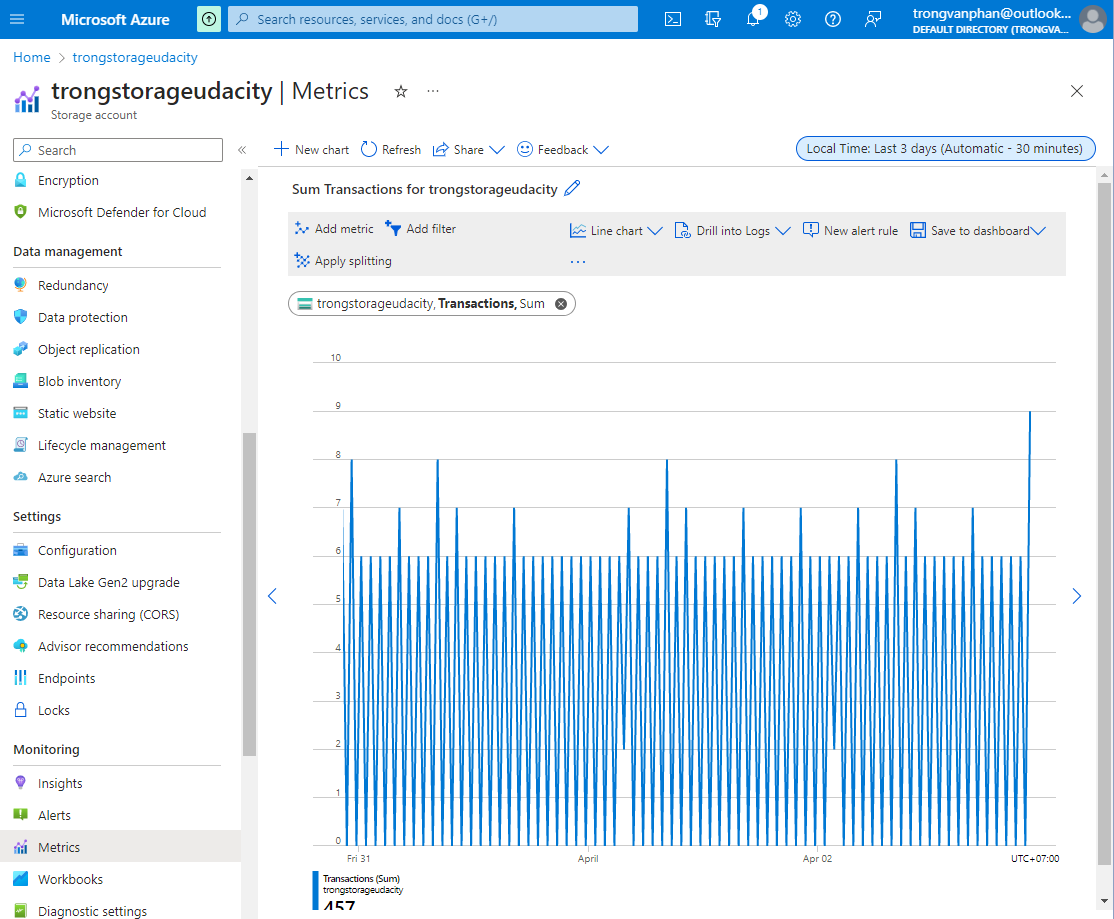 Microsoft Azure
Search resources, services, and docs (G+/)
1
trongvanphan@outlook...
DEFAULT DIRECTORY (TRONGVA...
Home > trongstorageudacity
trongstorageudacity | Metrics
...
Storage account
Search
«
New chart
Refresh
Share
Feedback
Local Time: Last 3 days (Automatic - 30 minutes)
Encryption
Microsoft Defender for Cloud
Data management
Redundancy
Data protection
Object replication
Blob inventory
Static website
Lifecycle management
Azure search
Settings
Configuration
Data Lake Gen2 upgrade
Resource sharing (CORS)
Advisor recommendations
Endpoints
Locks
Monitoring
Insights
Alerts
Metrics
Workbooks
Diagnostic settings
Sum Transactions for trongstorageudacity
Add metric
Add filter
Line chart
Drill into Logs
New alert rule
Save to dashboard
Apply splitting
...
trongstorageudacity, Transactions, Sum
10
9
8
7
6
5
4
3
2
1
0
Fri 31
April
Apr 02
UTC+07:00
Transactions (Sum)
trongstorageudacity
457